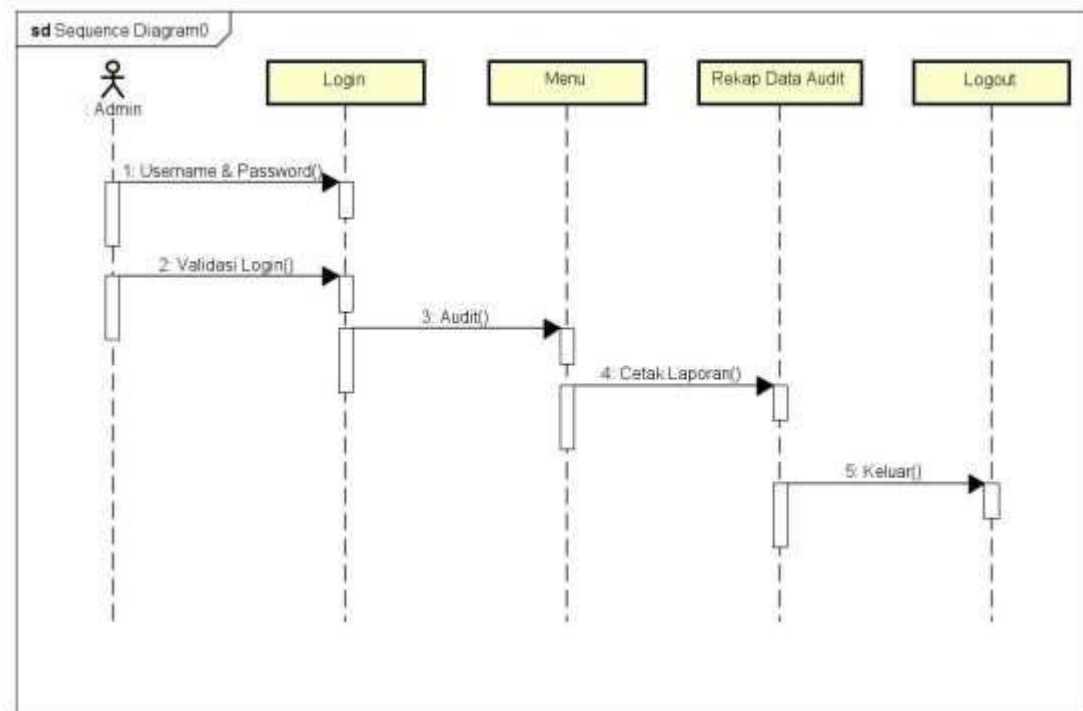 sd Sequence Diagram0
: Admin
Login
Menu
Rekap Data Audit
Logout
1: Username & Password()
2: Validasi Login()
3: Audit()
4: Cetak Laporan()
5: Keluar()